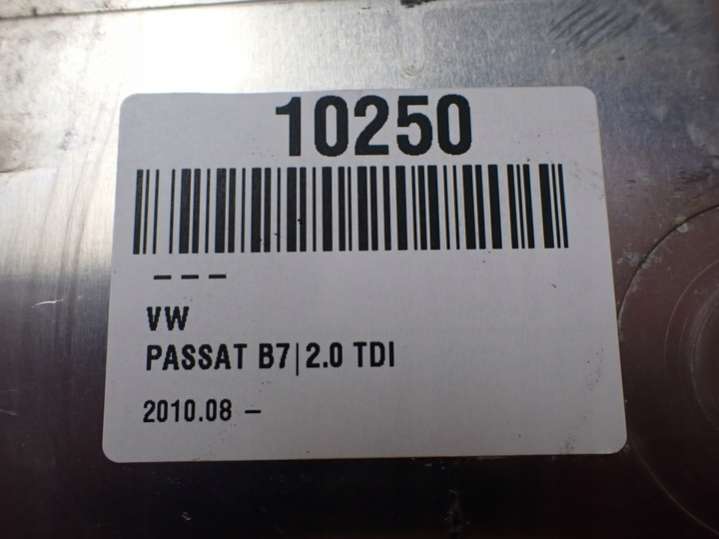 10250
– – –
VW
PASSAT B7|2.0 TDI
2010.08 –